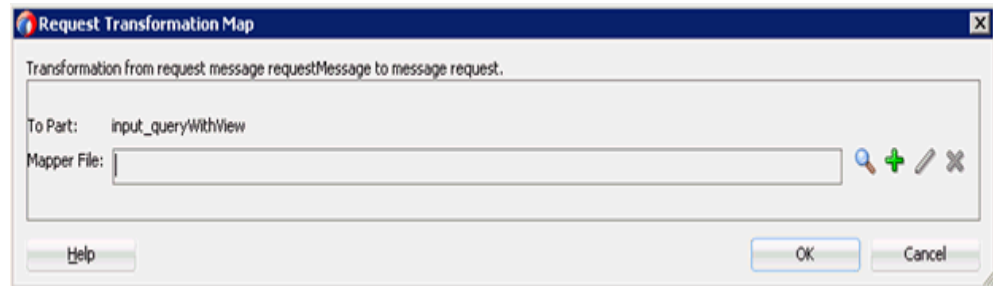 Request Transformation Map
Transformation from request message requestMessage to message request.
To Part: input_queryWithView
Mapper File:
Help OK Cancel